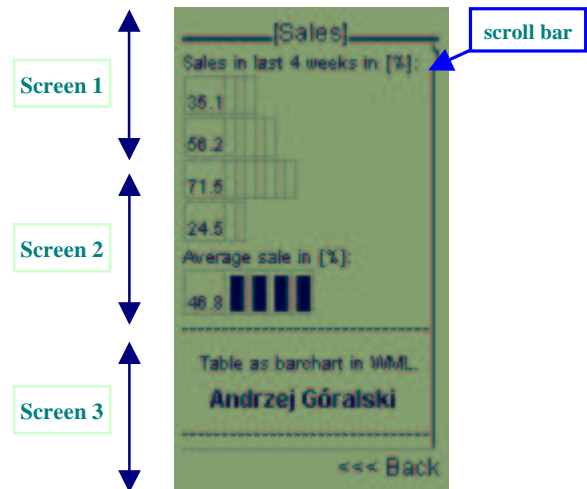 [Sales]
scroll bar
Sales in last 4 weeks in [%]:
Screen 1
35.1
56.2
71.5
24.5
Screen 2
Average sale in [%]:
46.8
Table as barchart in WML.
Andrzej Góralski
Screen 3
<<< Back